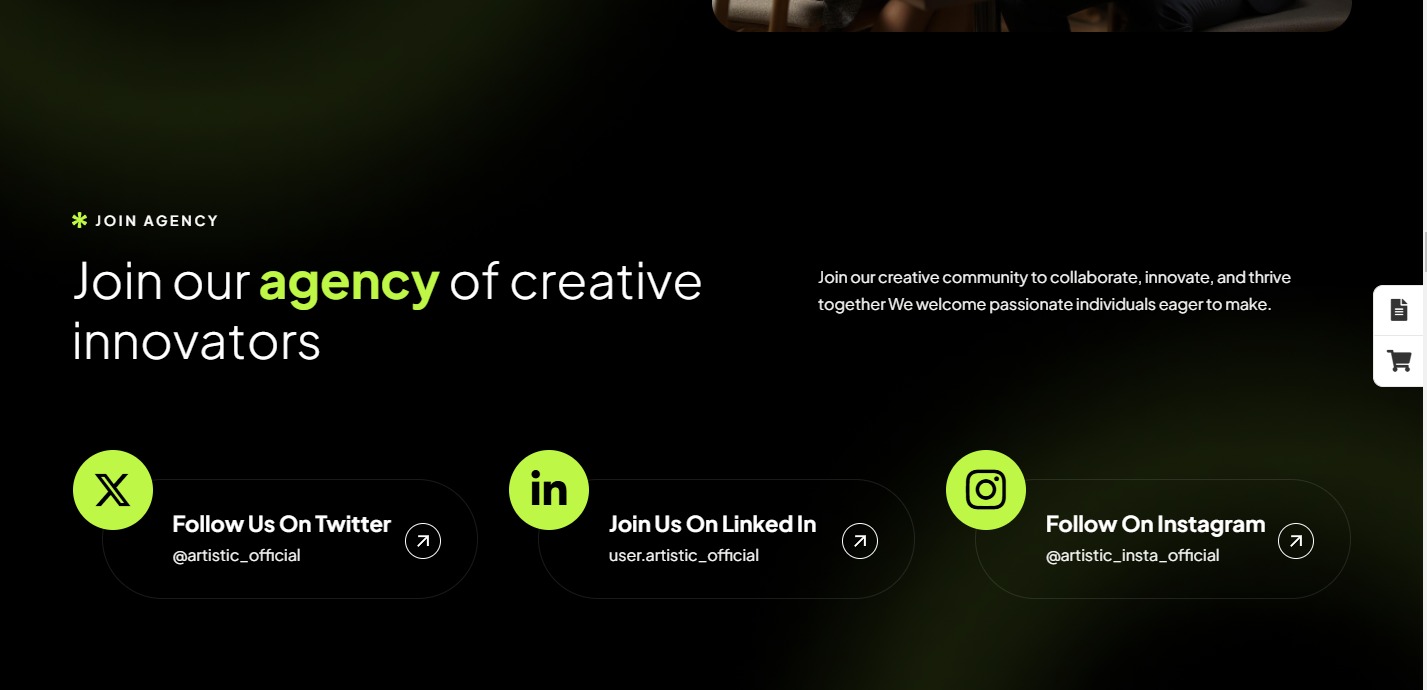 JOIN AGENCY
Join our agency of creative
innovators
Join our creative community to collaborate, innovate, and thrive
together We welcome passionate individuals eager to make.
Follow Us On Twitter
@artistic_official
Join Us On Linked In
user.artistic_official
Follow On Instagram
@artistic_insta_official